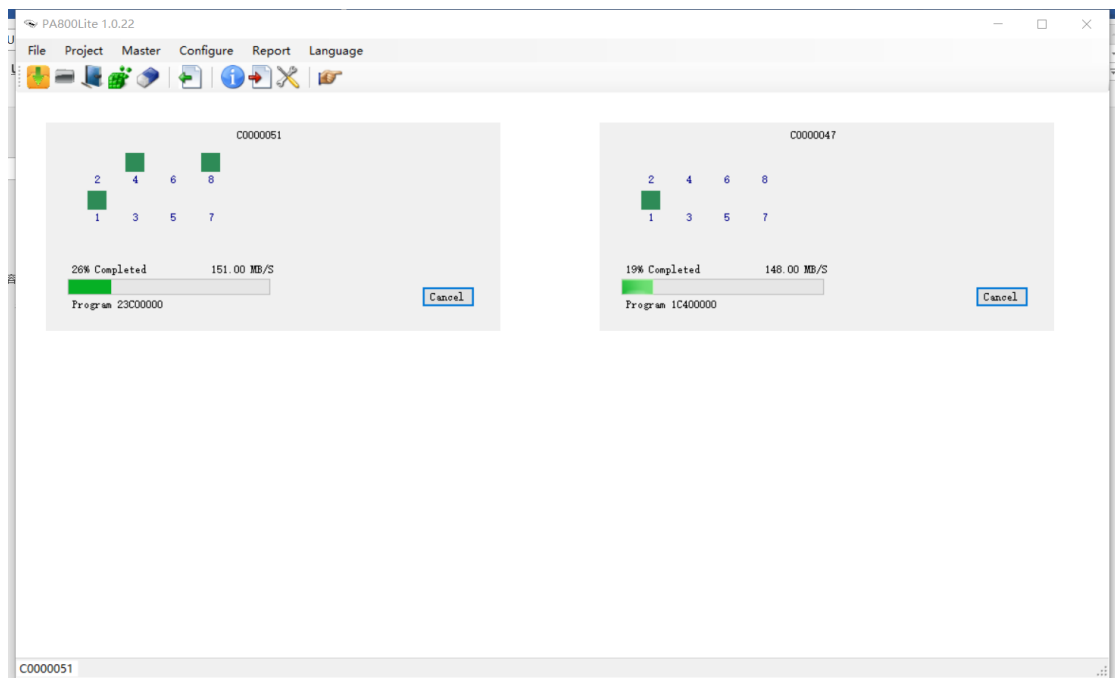 PA800Lite 1.0.22
File Project Master Configure Report Language
C0000051
2 4 6 8
1 3 5 7
26% Completed 151.00 MB/S
Program 23C00000
Cancel
C0000047
2 4 6 8
1 3 5 7
19% Completed 148.00 MB/S
Program 1C400000
Cancel
C0000051